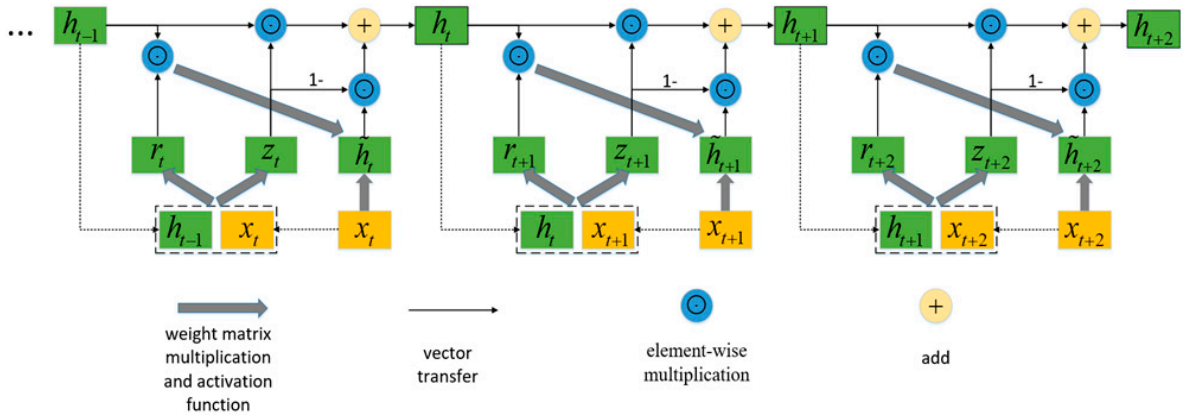 ... h_{t-1} h_t h_{t+1} h_{t+2}
1- 1- 1-
r_t z_t h̃_t r_{t+1} z_{t+1} h̃_{t+1} r_{t+2} z_{t+2} h̃_{t+2}
h_{t-1} x_t x_t h_t x_{t+1} x_{t+1} h_{t+1} x_{t+2} x_{t+2}
weight matrix
multiplication
and activation
function
vector
transfer
element-wise
multiplication
add